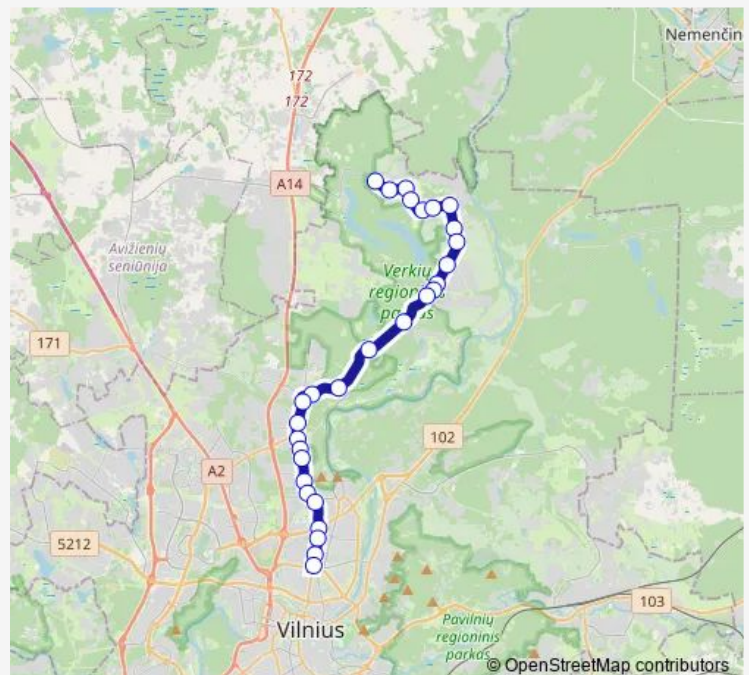 Nemenčin
172
172
A14
Avižienių
seniūnija
Verkių
regioninis
parkas
171
102
A2
5212
103
Vilnius
Pavilnių
regioninis
parkas
© OpenStreetMap contributors